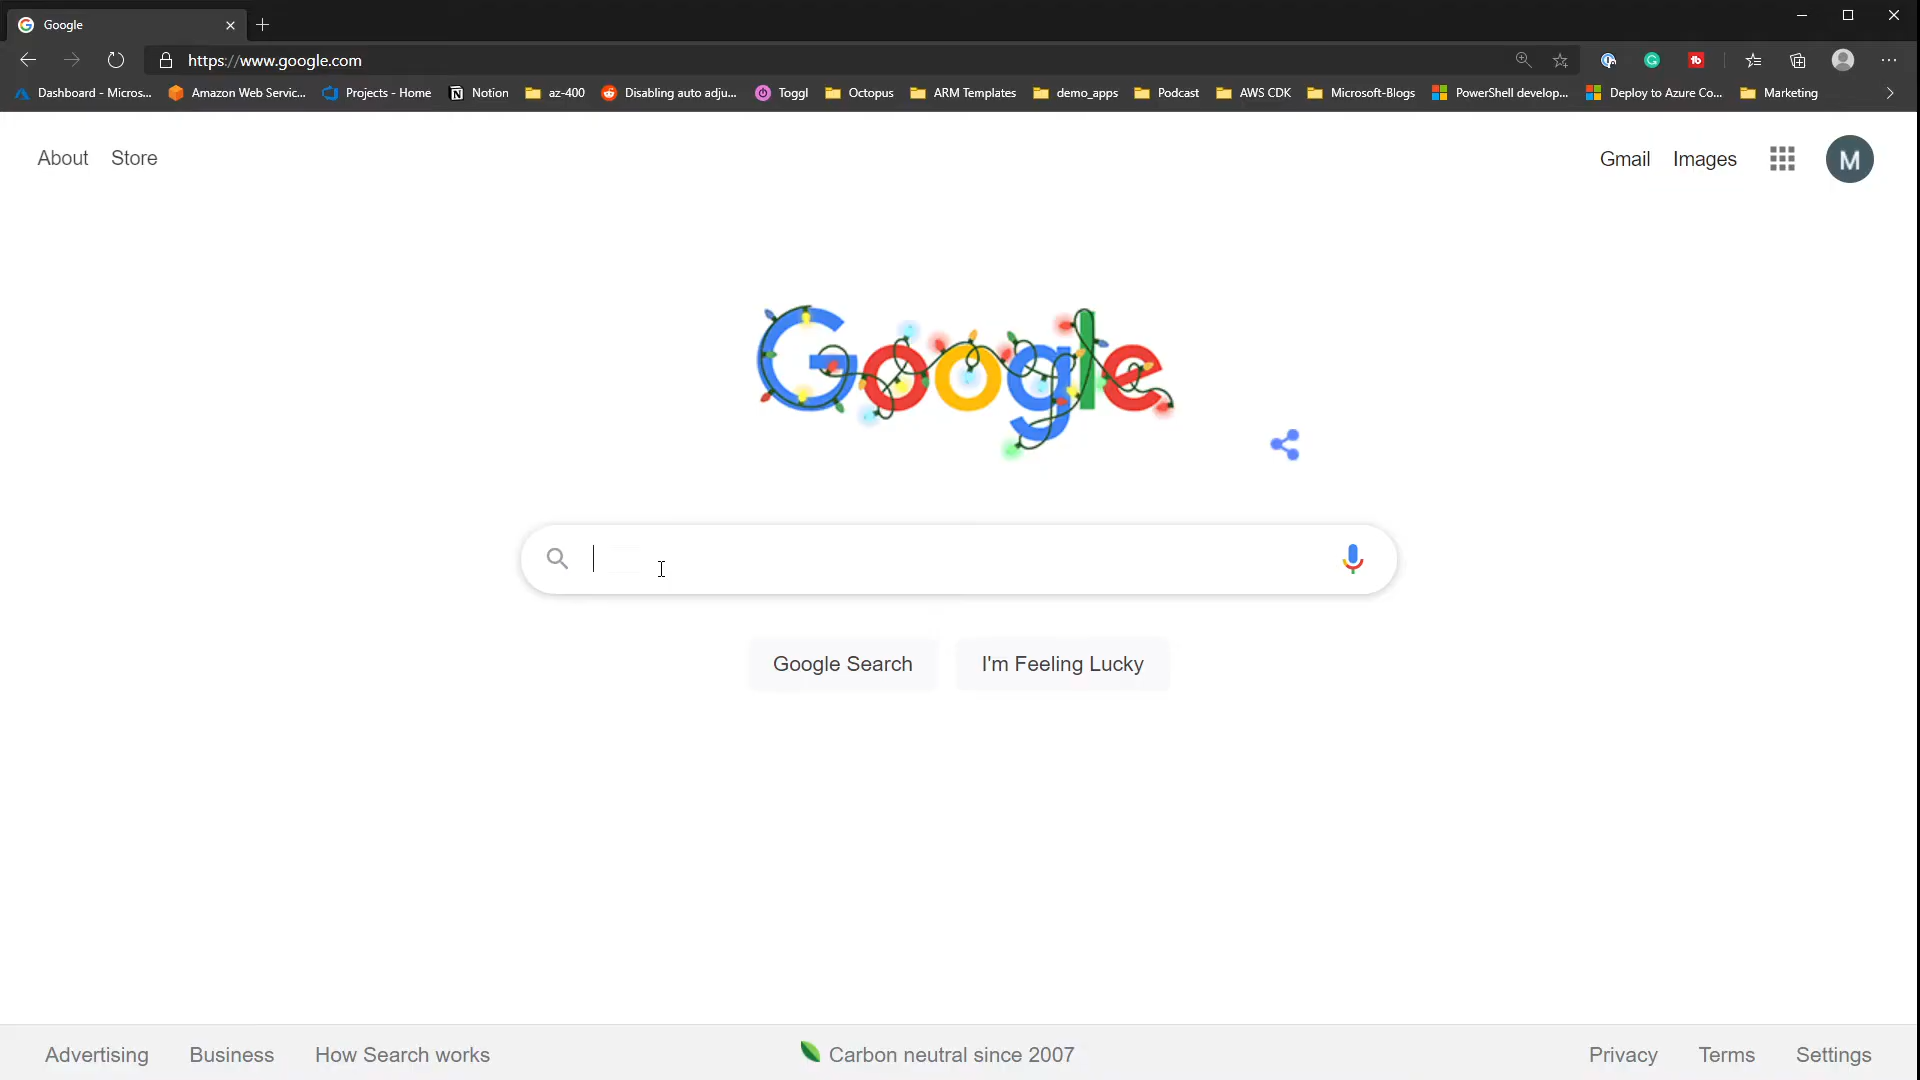 Google
https://www.google.com
Dashboard - Micros... Amazon Web Servic... Projects - Home Notion az-400 Disabling auto adju... Toggl Octopus ARM Templates demo_apps Podcast AWS CDK Microsoft-Blogs PowerShell develop... Deploy to Azure Co... Marketing
About Store Gmail Images M
Google
Google Search I'm Feeling Lucky
Advertising Business How Search works Carbon neutral since 2007 Privacy Terms Settings